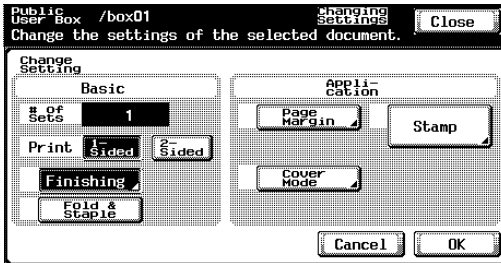 Public User Box /box01 Changing Settings Close
Change the settings of the selected document.
Change Setting
Basic
Appli-cation
# of Sets 1
Page Margin
Stamp
Print 1-Sided 2-Sided
Finishing
Cover Mode
Fold & Staple
Cancel OK